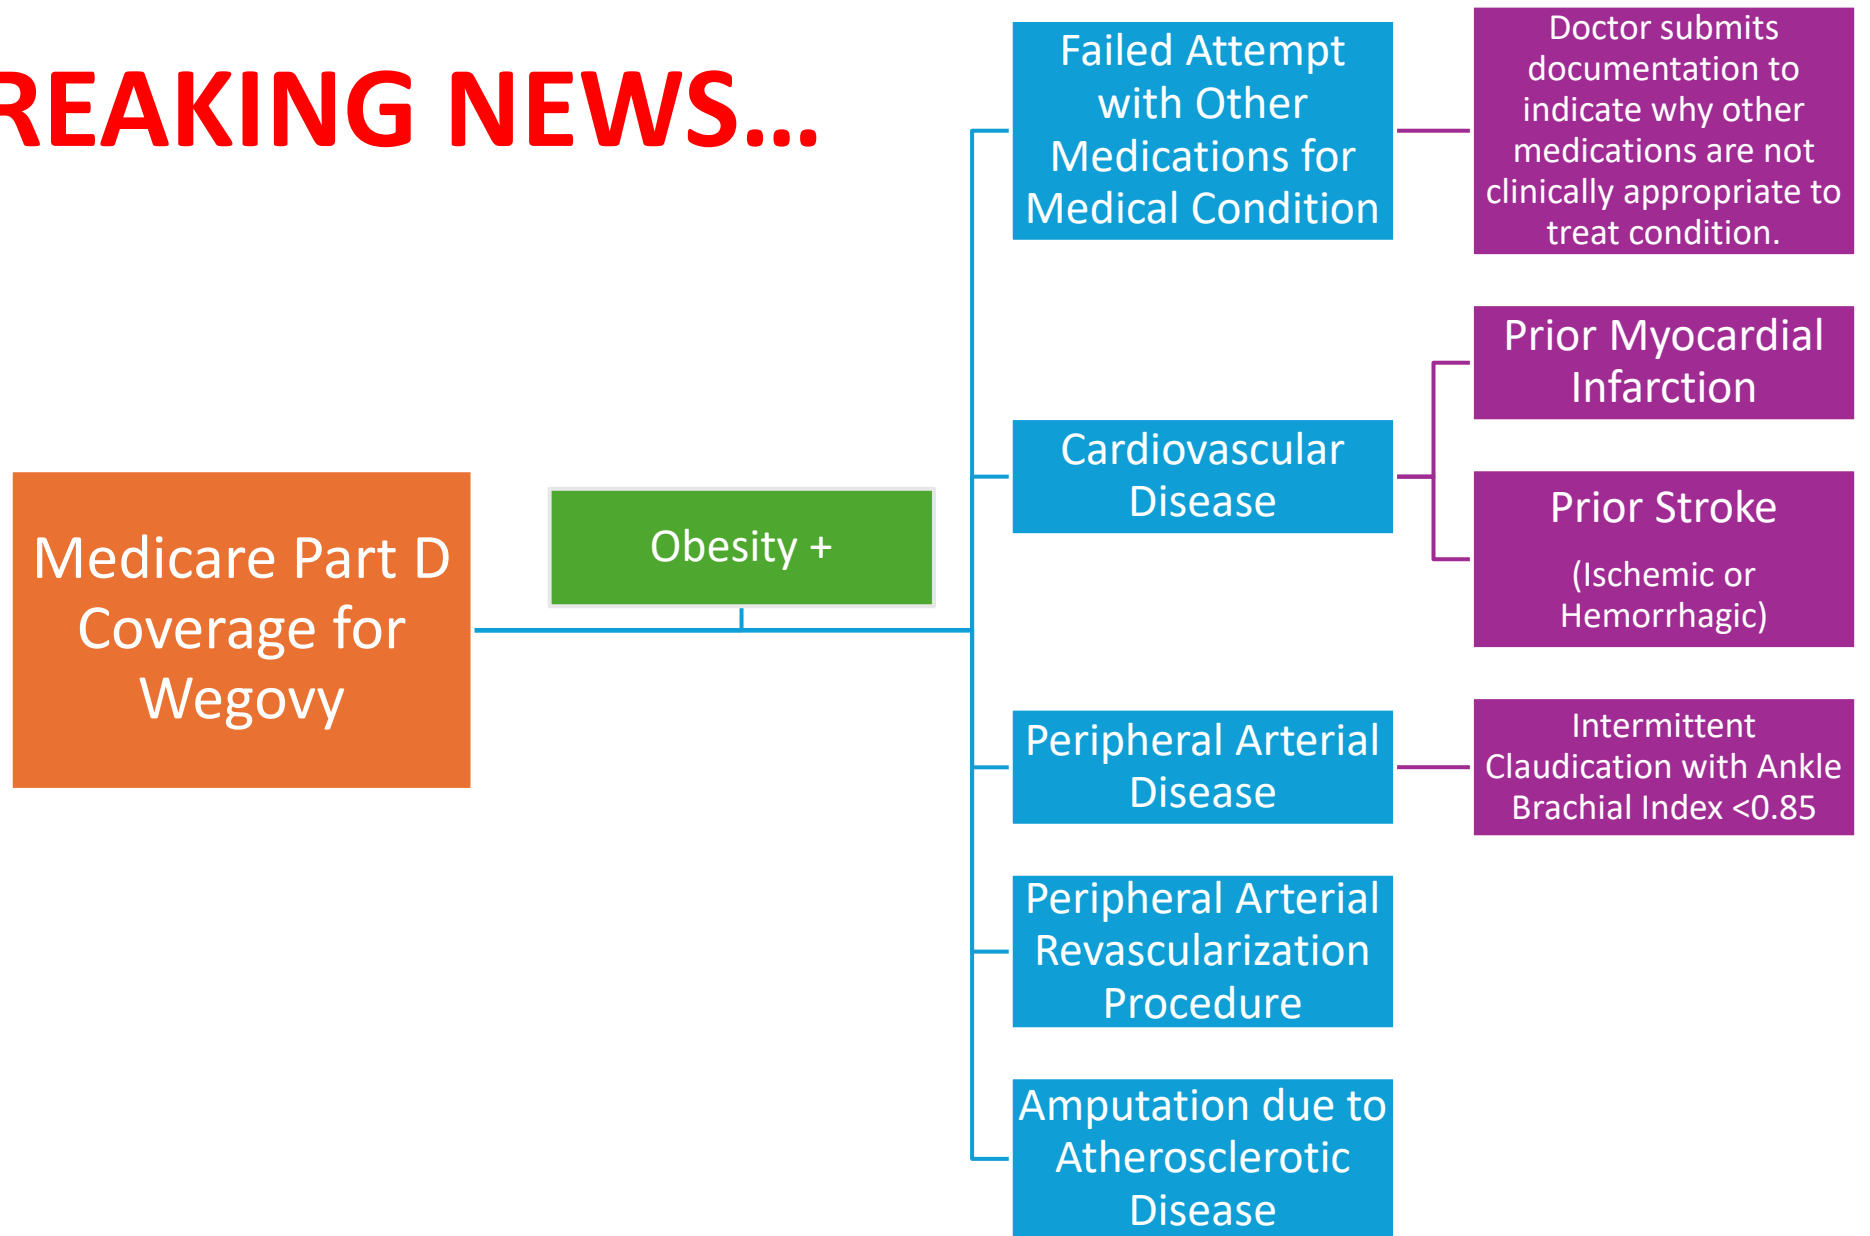 REAKING NEWS...
Medicare Part D
Coverage for
Wegovy
Obesity +
Failed Attempt
with Other
Medications for
Medical Condition
Doctor submits
documentation to
indicate why other
medications are not
clinically appropriate to
treat condition.
Cardiovascular
Disease
Prior Myocardial
Infarction
Prior Stroke
(Ischemic or
Hemorrhagic)
Peripheral Arterial
Disease
Intermittent
Claudication with Ankle
Brachial Index <0.85
Peripheral Arterial
Revascularization
Procedure
Amputation due to
Atherosclerotic
Disease